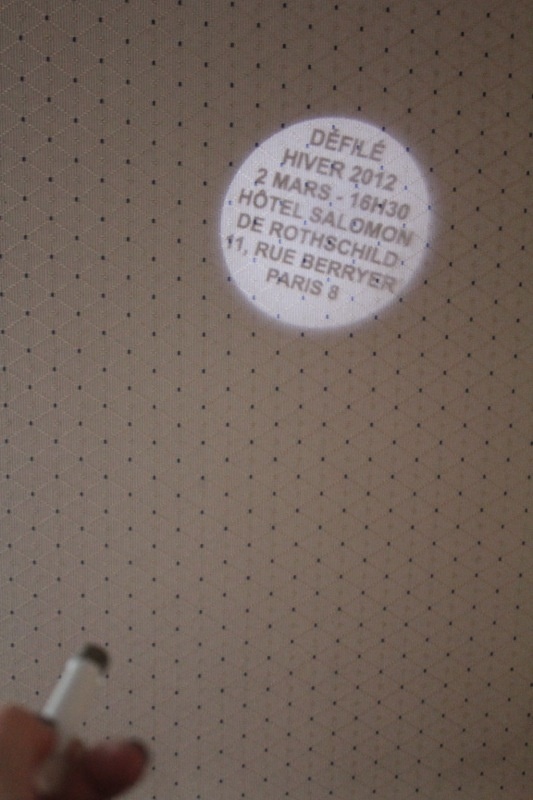 DÉFILÉ
HIVER 2012
2 MARS - 16H30
HÔTEL SALOMON
DE ROTHSCHILD
11, RUE BERRYER
PARIS 8